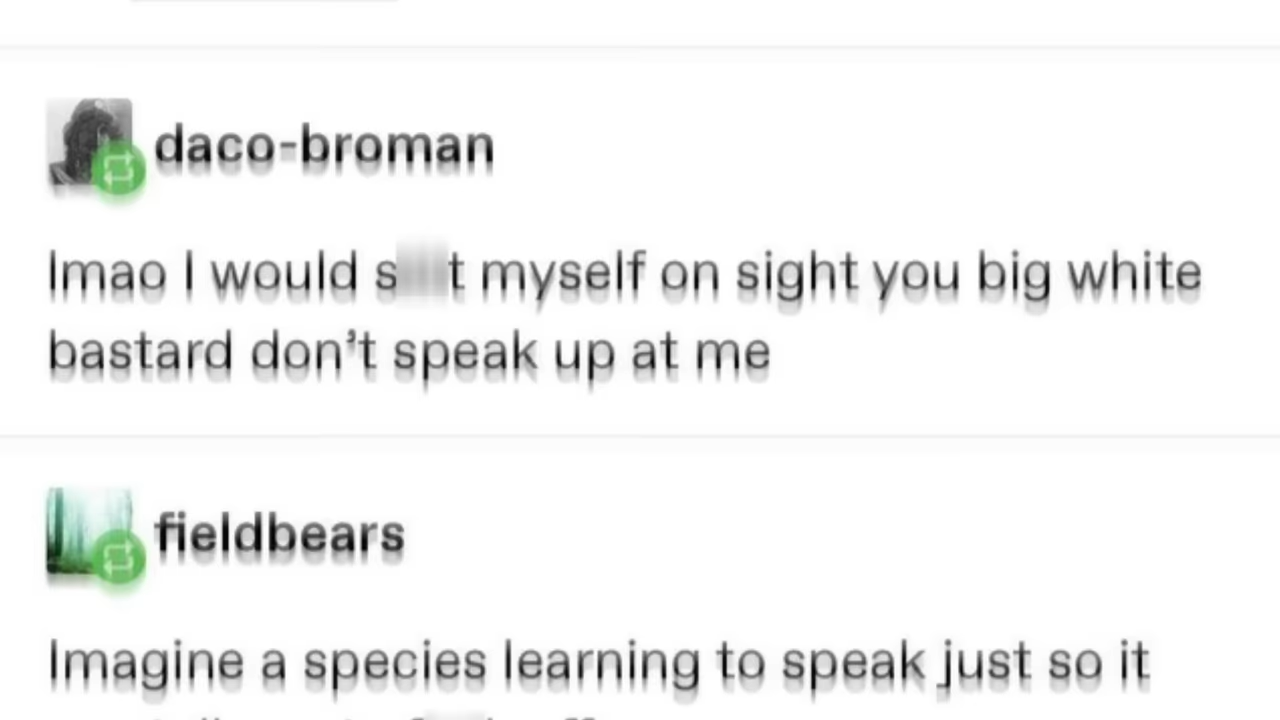 daco-broman
lmao I would myself on sight you big white
bastard don't speak up at me
fieldbears
Imagine a species learning to speak just so it